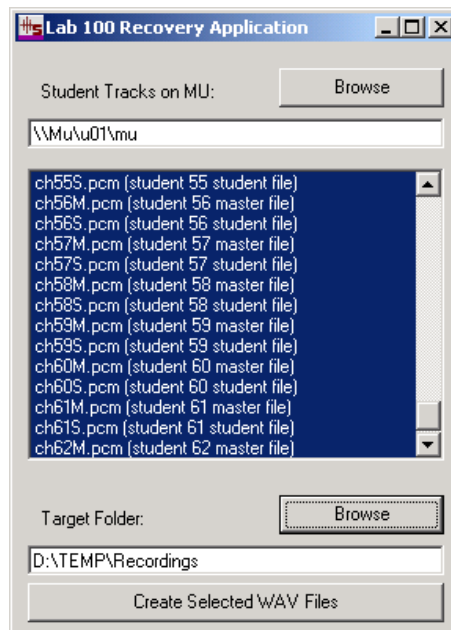 Lab 100 Recovery Application
Student Tracks on MU:
Browse
\\Mu\u01\mu
ch55S.pcm (student 55 student file)
ch56M.pcm (student 56 master file)
ch56S.pcm (student 56 student file)
ch57M.pcm (student 57 master file)
ch57S.pcm (student 57 student file)
ch58M.pcm (student 58 master file)
ch58S.pcm (student 58 student file)
ch59M.pcm (student 59 master file)
ch59S.pcm (student 59 student file)
ch60M.pcm (student 60 master file)
ch60S.pcm (student 60 student file)
ch61M.pcm (student 61 master file)
ch61S.pcm (student 61 student file)
ch62M.pcm (student 62 master file)
Target Folder:
Browse
D:\TEMP\Recordings
Create Selected WAV Files